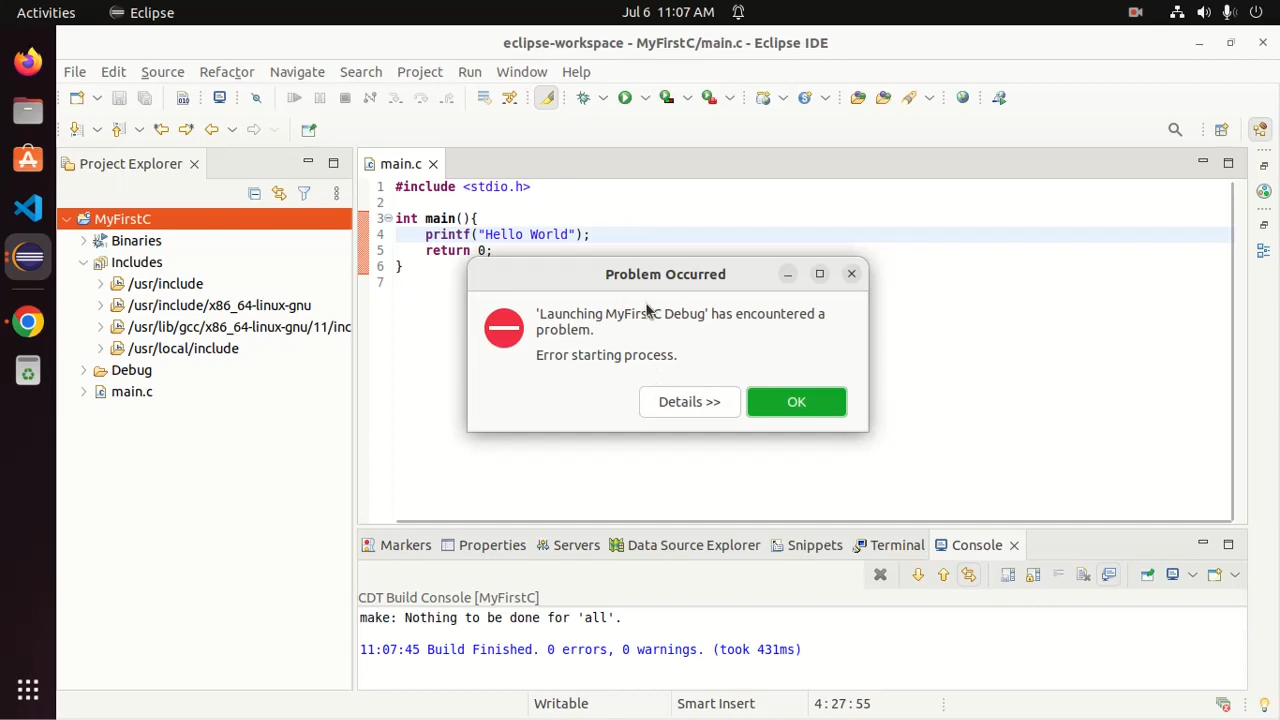 Activities Eclipse Jul 6 11:07 AM
eclipse-workspace - MyFirstC/main.c - Eclipse IDE
File Edit Source Refactor Navigate Search Project Run Window Help
Project Explorer
MyFirstC
Binaries
Includes
/usr/include
/usr/include/x86_64-linux-gnu
/usr/lib/gcc/x86_64-linux-gnu/11/inc
/usr/local/include
Debug
main.c
main.c
1 #include <stdio.h>
2
3 int main(){
4 printf("Hello World");
5 return 0;
6 }
7
Problem Occurred
'Launching MyFirstC Debug' has encountered a
problem.
Error starting process.
Details >> OK
Markers Properties Servers Data Source Explorer Snippets Terminal Console
CDT Build Console [MyFirstC]
make: Nothing to be done for 'all'.
11:07:45 Build Finished. 0 errors, 0 warnings. (took 431ms)
Writable Smart Insert 4:27:55